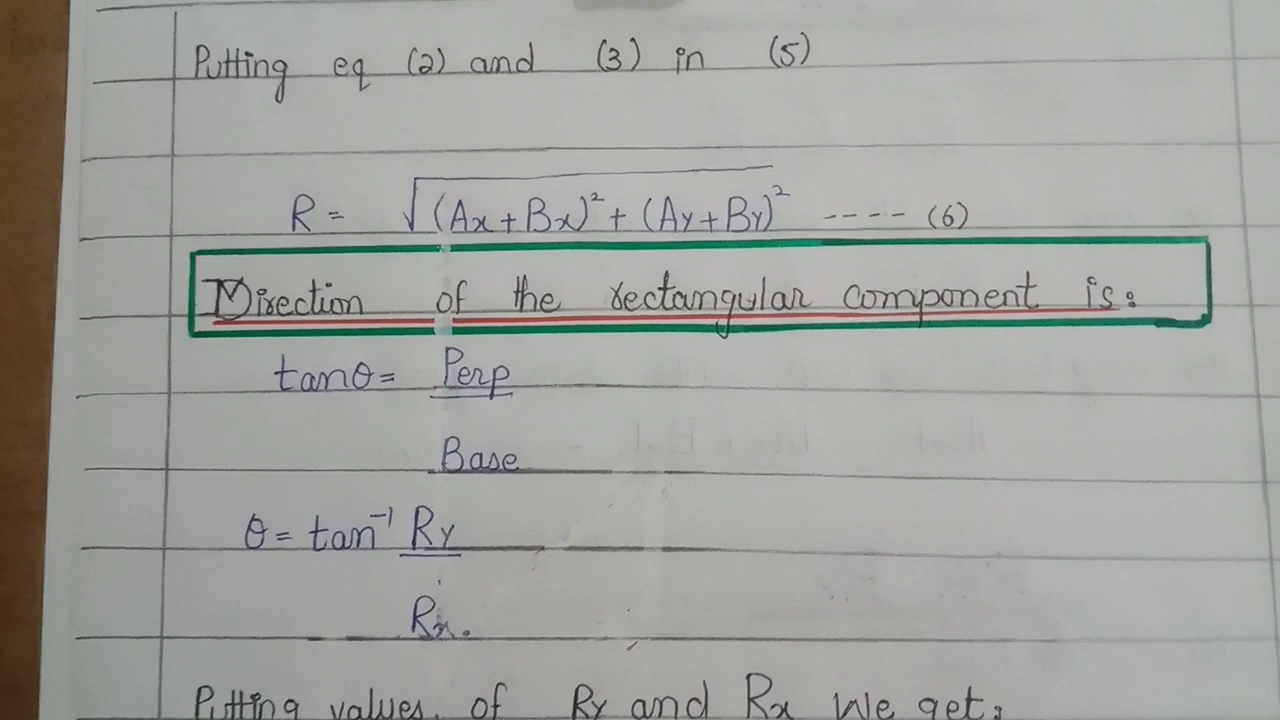 Putting eq (2) and (3) in (5)
R = √(Ax+Bx)² + (Ay+By)² ---- (6)
Direction of the rectangular component is:
tanθ = Perp
Base
θ = tan⁻¹ Ry
Rx.
Putting values of Ry and Rx We get: